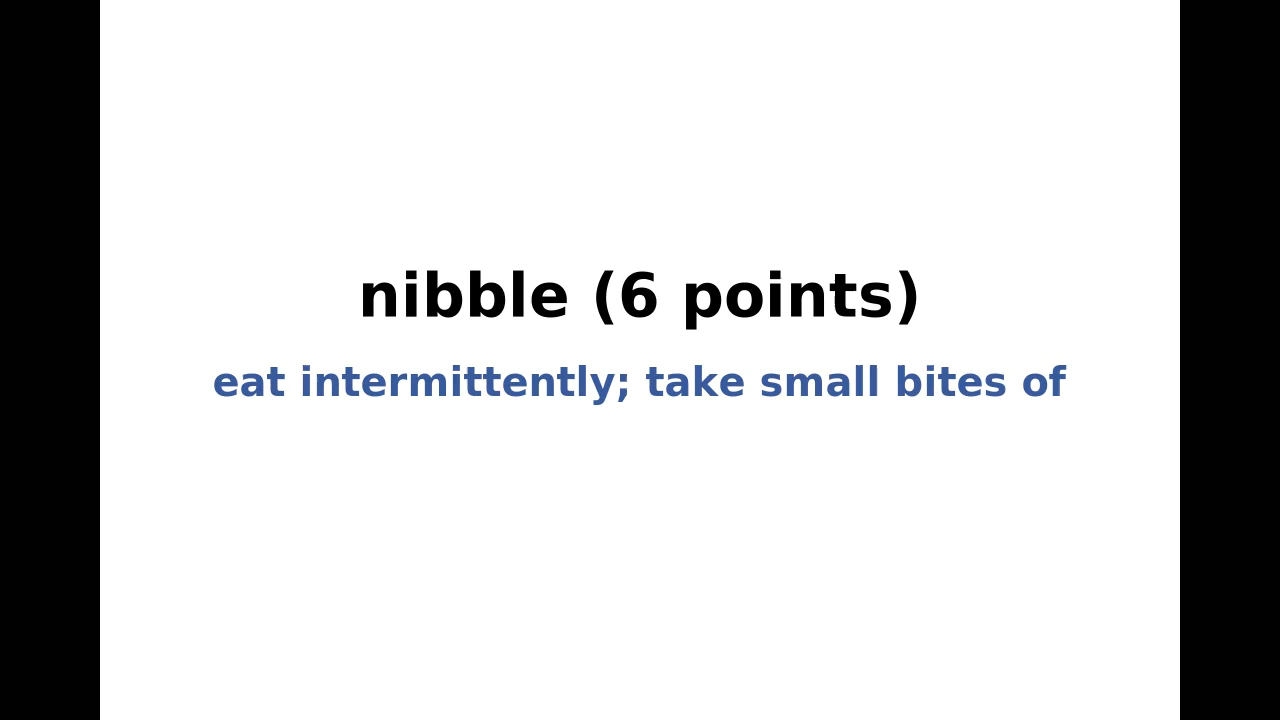 nibble (6 points)
eat intermittently; take small bites of